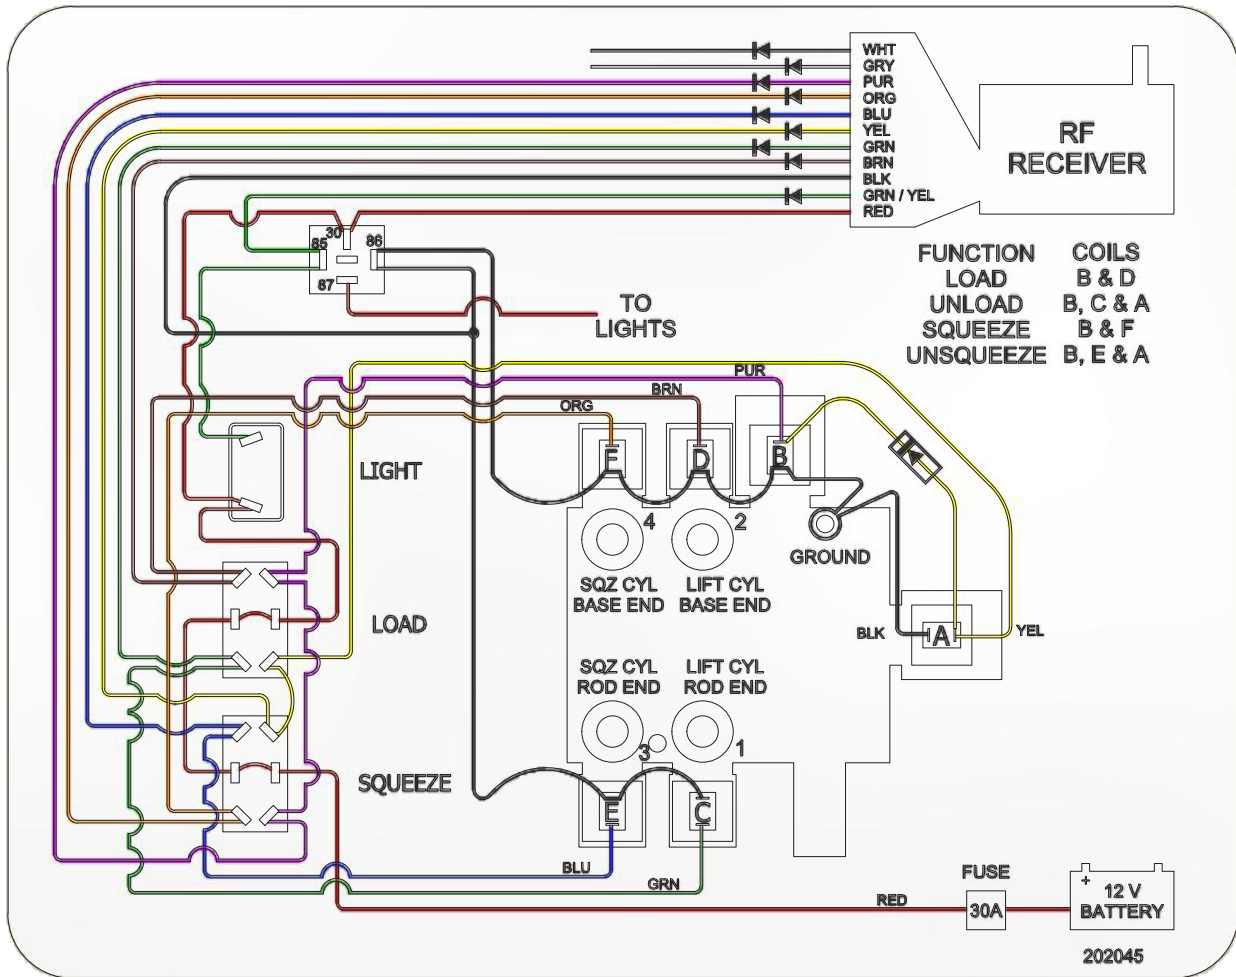 WHT
GRY
PUR
ORG
BLU
YEL
GRN
BRN
BLK
GRN / YEL
RED
RF
RECEIVER
30
85
86
87
FUNCTION COILS
LOAD B & D
UNLOAD B, C & A
SQUEEZE B & F
UNSQUEEZE B, E & A
TO
LIGHTS
PUR
BRN
ORG
F
D
B
LIGHT
4
2
GROUND
SQZ CYL
BASE END
LIFT CYL
BASE END
LOAD
BLK
A
YEL
SQZ CYL
ROD END
LIFT CYL
ROD END
3
1
SQUEEZE
E
C
BLU
GRN
RED
FUSE
30A
+
12 V
BATTERY
202045